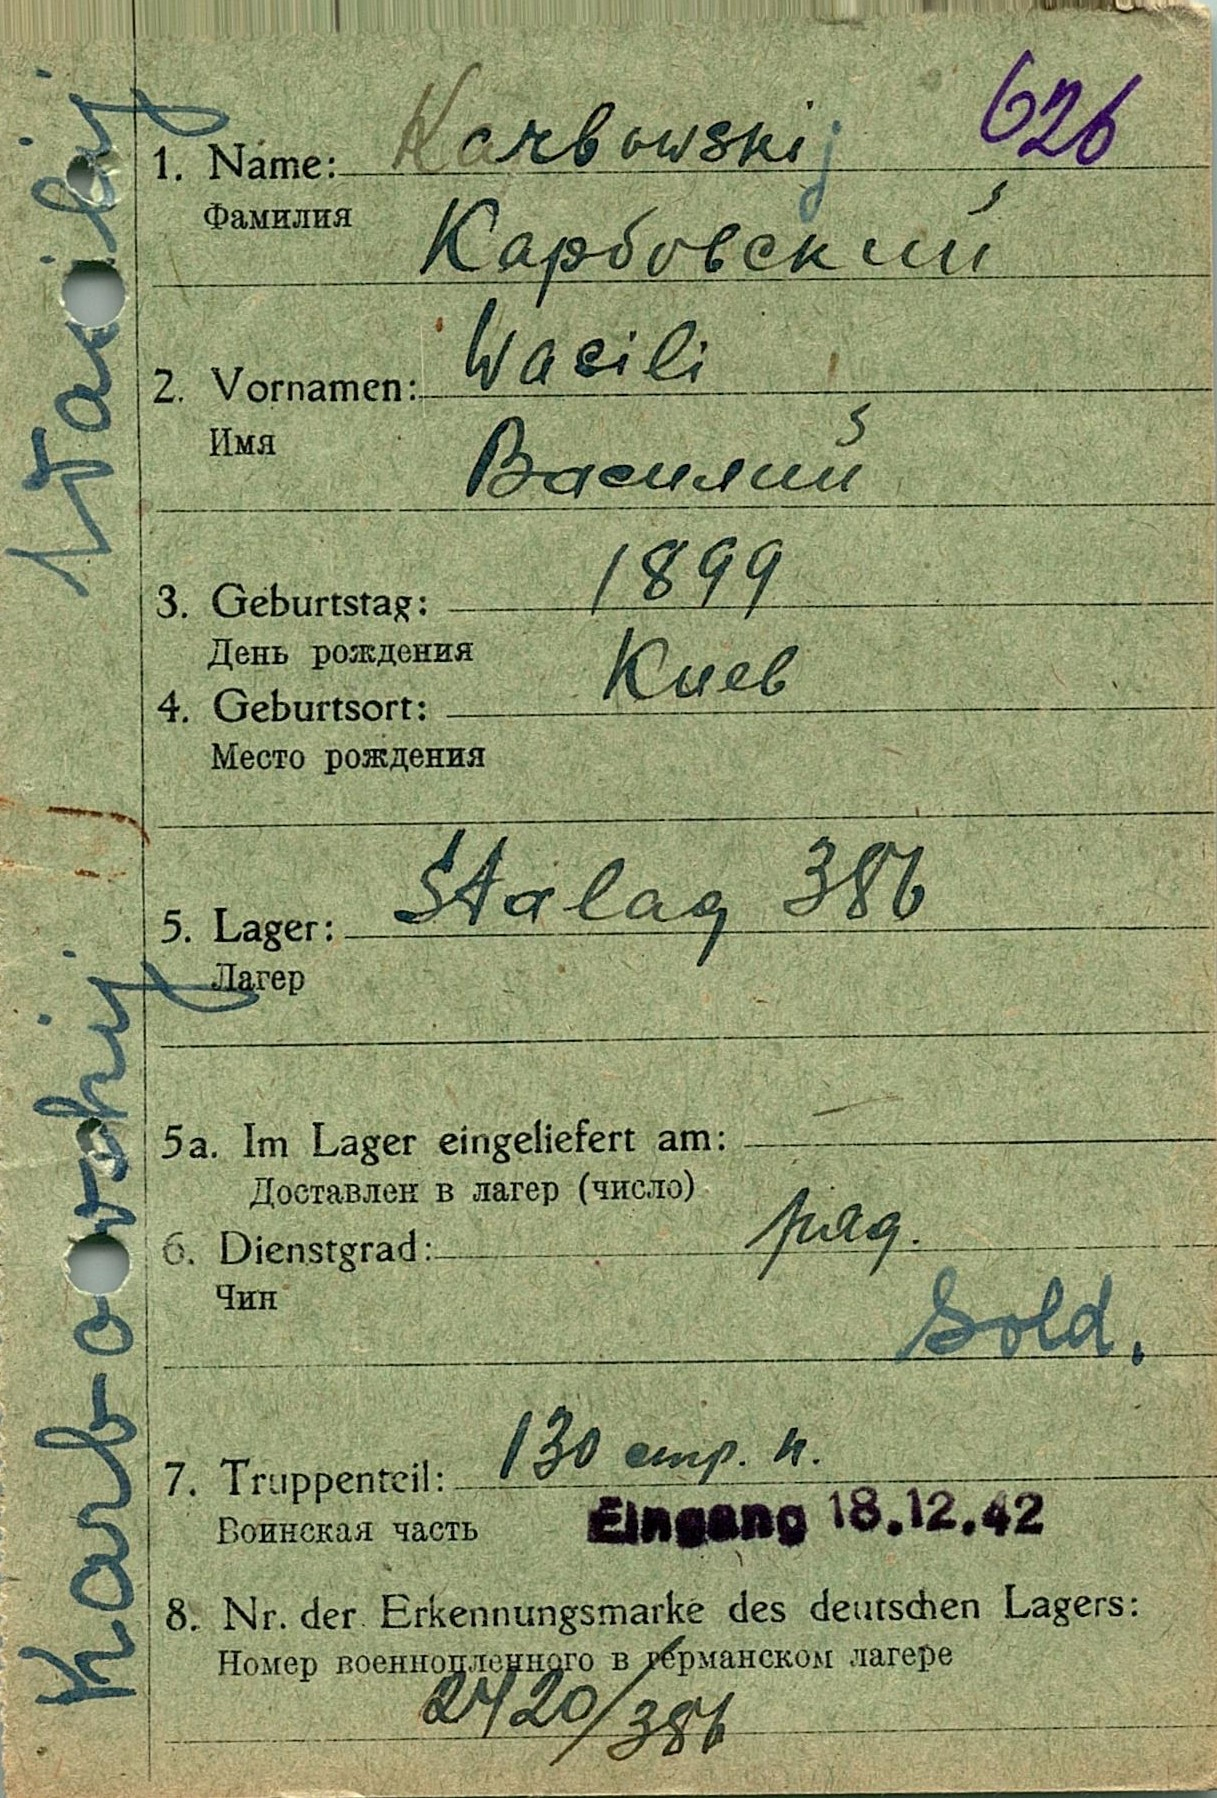 626
1. Name: Karbowskij
Фамилия
Карбовский
2. Vornamen: Wasili
Имя
Василий
3. Geburtstag: 1899
День рождения
Киев
4. Geburtsort:
Место рождения
5. Lager: Stalag 386
Лагер
5a. Im Lager eingeliefert am:
Доставлен в лагер (число)
6. Dienstgrad: ряд.
Чин
Sold.
7. Truppenteil: 130 стр. п.
Воинская часть
Eingang 18.12.42
8. Nr. der Erkennungsmarke des deutschen Lagers:
Номер военнопленного в германском лагере
2420/386
Karbowskij Wasilij